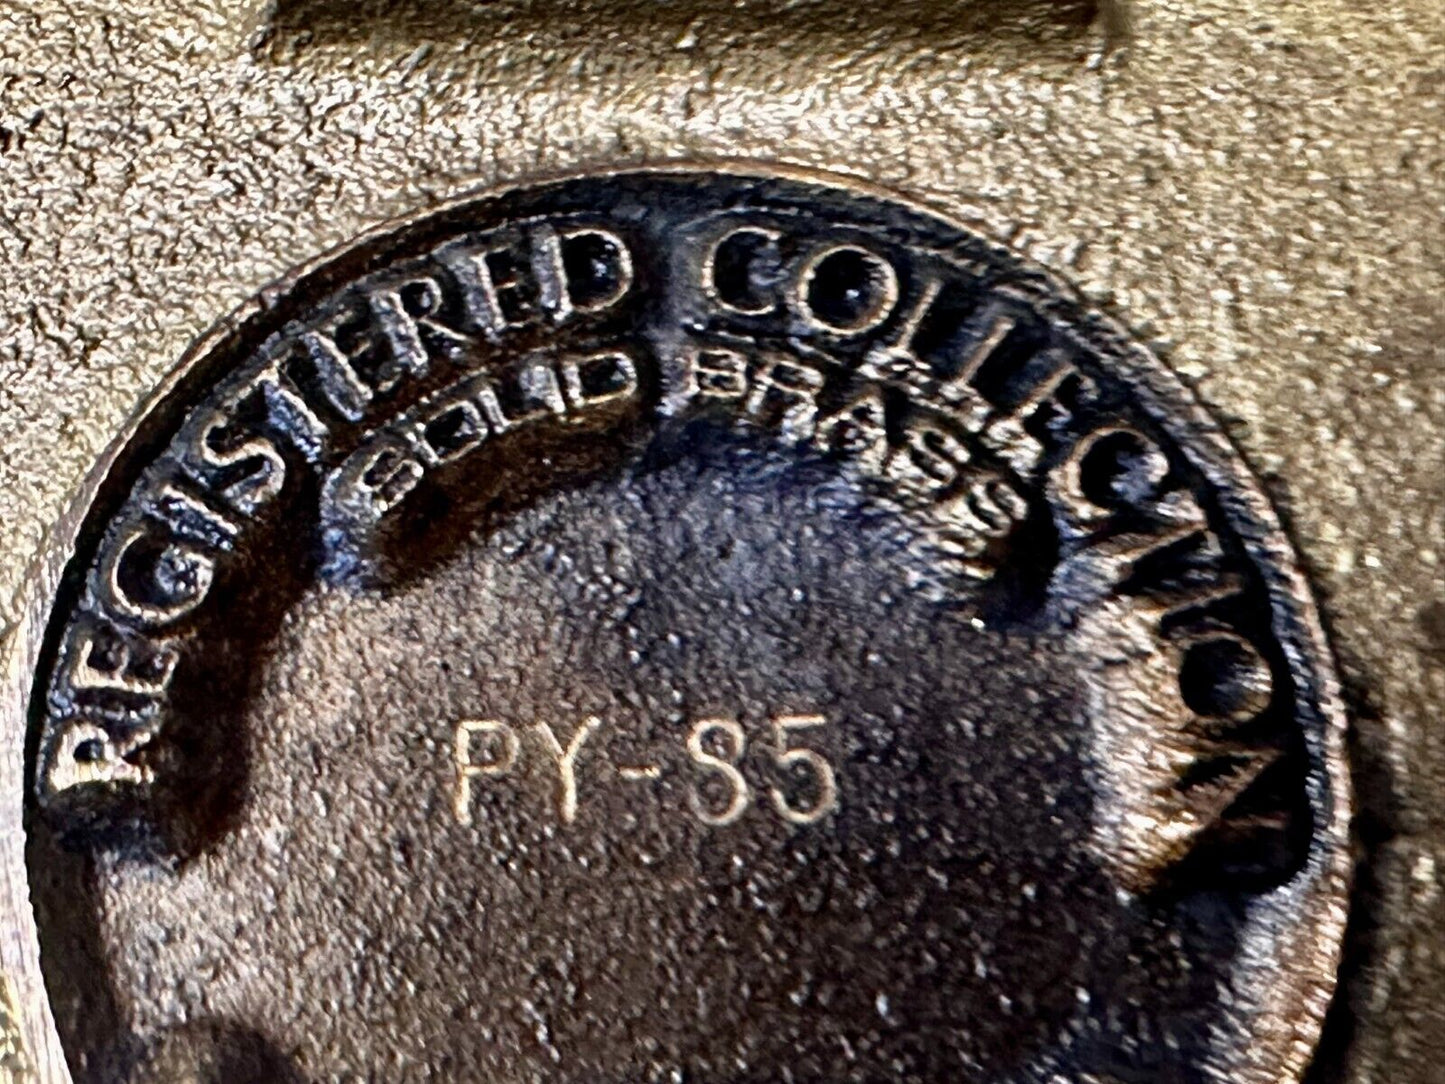 REGISTERED COLLECTION
SOLID BRASS
PY-85